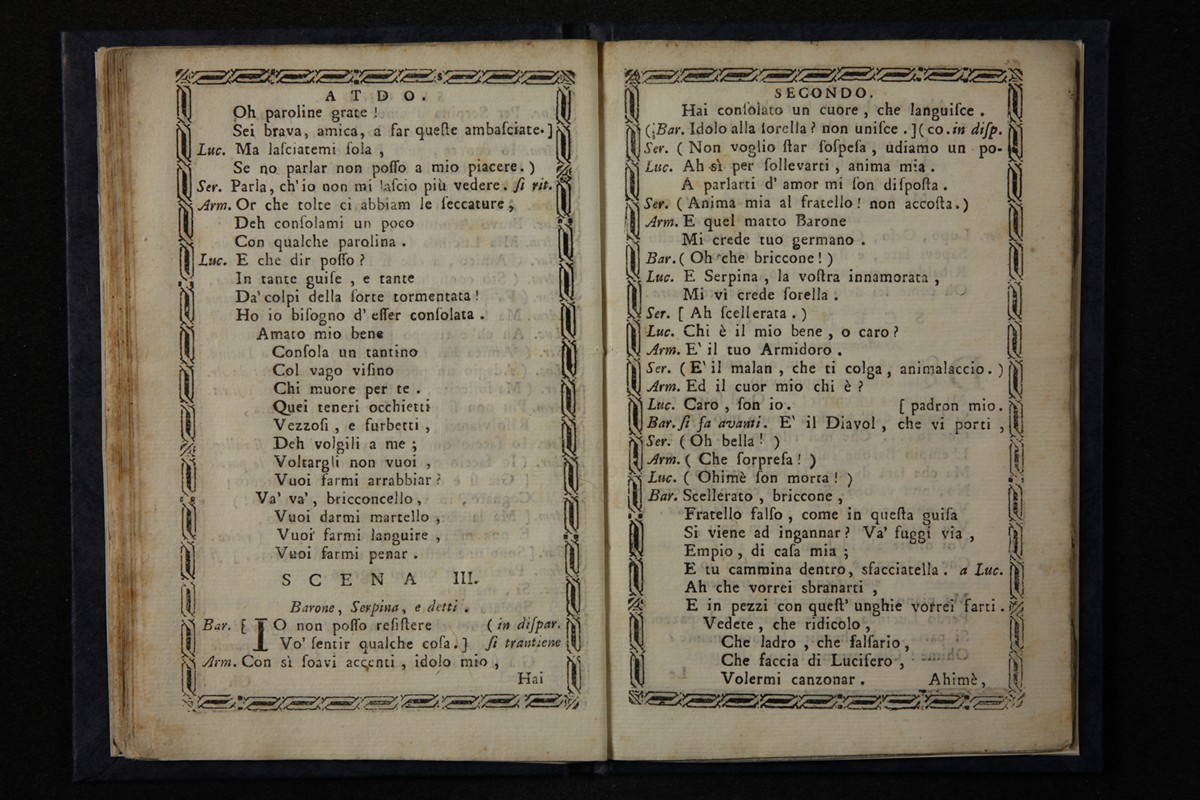 A T D O.
Oh paroline grate !
Sei brava, amica, a far queſte ambaſciate.]
Luc. Ma laſciatemi ſola ,
Se no parlar non poſſo a mio piacere. )
Ser. Parla, ch' io non mi laſcio più vedere. ſi rit.
Arm. Or che tolte ci abbiam le ſeccature ,
Deh conſolami un poco
Con qualche parolina .
Luc. E che dir poſſo ?
In tante guiſe , e tante
Da' colpi della ſorte tormentata !
Ho io biſogno d' eſſer conſolata .
Amato mio bene
Conſola un tantino
Col vago viſino
Chi muore per te .
Quei teneri occhietti
Vezzoſi , e furbetti ,
Deh volgili a me ;
Voltargli non vuoi ,
Vuoi farmi arrabbiar ?
Va' va' , bricconcello ,
Vuoi darmi martello ,
Vuoi farmi languire ,
Vuoi farmi penar .
S C E N A III.
Barone, Serpina, e detti .
Bar. [ IO non poſſo reſiſtere ( in diſpar.
Vo' ſentir qualche coſa. ] ſi trantiene
Arm. Con sì ſoavi accenti , idolo mio ,
Hai
SECONDO.
Hai conſolato un cuore , che languiſce .
( Bar. Idolo alla ſorella ? non uniſce . ] ( co. in diſp.
Ser. ( Non voglio ſtar ſoſpeſa , udiamo un po-
Luc. Ah sì per ſollevarti , anima mia .
A parlarti d' amor mi ſon diſpoſta .
Ser. ( Anima mia al fratello ! non accoſta. )
Arm. E quel matto Barone
Mi crede tuo germano .
Bar. ( Oh che briccone ! )
Luc. E Serpina , la voſtra innamorata ,
Mi vi crede ſorella .
Ser. [ Ah ſcellerata . )
Luc. Chi è il mio bene , o caro ?
Arm. E' il tuo Armidoro .
Ser. ( E' il malan , che ti colga , animalaccio. )
Arm. Ed il cuor mio chi è ?
Luc. Caro , ſon io . [ padron mio .
Bar. ſi fa avanti. E' il Diavol , che vi porti ,
Ser. ( Oh bella ! )
Arm. ( Che ſorpreſa ! )
Luc. ( Ohimè ſon morta ! )
Bar. Scellerato , briccone ,
Fratello falſo , come in queſta guiſa
Si viene ad ingannar ? Va' fuggi via ,
Empio , di caſa mia ;
E tu cammina dentro, sfacciatella . a Luc.
Ah che vorrei sbranarti ,
E in pezzi con queſt' unghie vorrei farti .
Vedete , che ridicolo ,
Che ladro , che falſario ,
Che faccia di Lucifero ,
Volermi canzonar . Ahimè ,